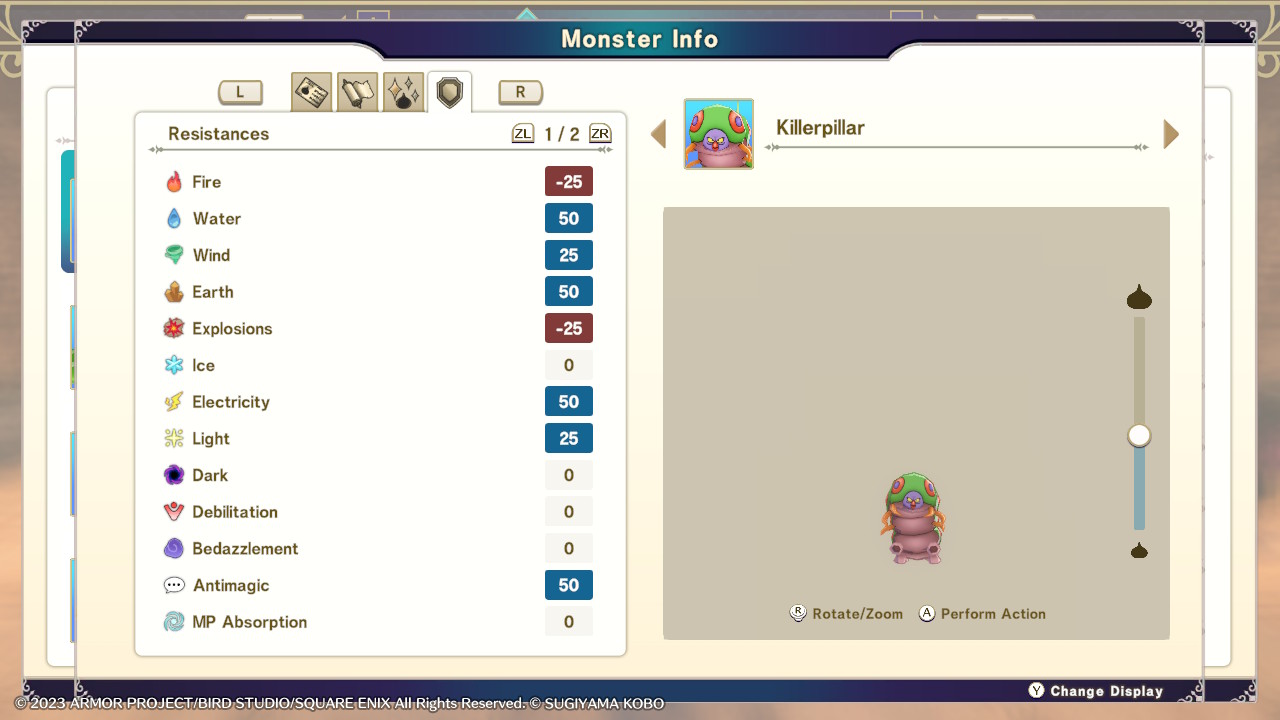 Monster Info
L
R
Resistances
ZL 1 / 2 ZR
Killerpillar
Fire -25
Water 50
Wind 25
Earth 50
Explosions -25
Ice 0
Electricity 50
Light 25
Dark 0
Debilitation 0
Bedazzlement 0
Antimagic 50
MP Absorption 0
R Rotate/Zoom A Perform Action
Y Change Display
© 2023 ARMOR PROJECT/BIRD STUDIO/SQUARE ENIX All Rights Reserved. © SUGIYAMA KOBO